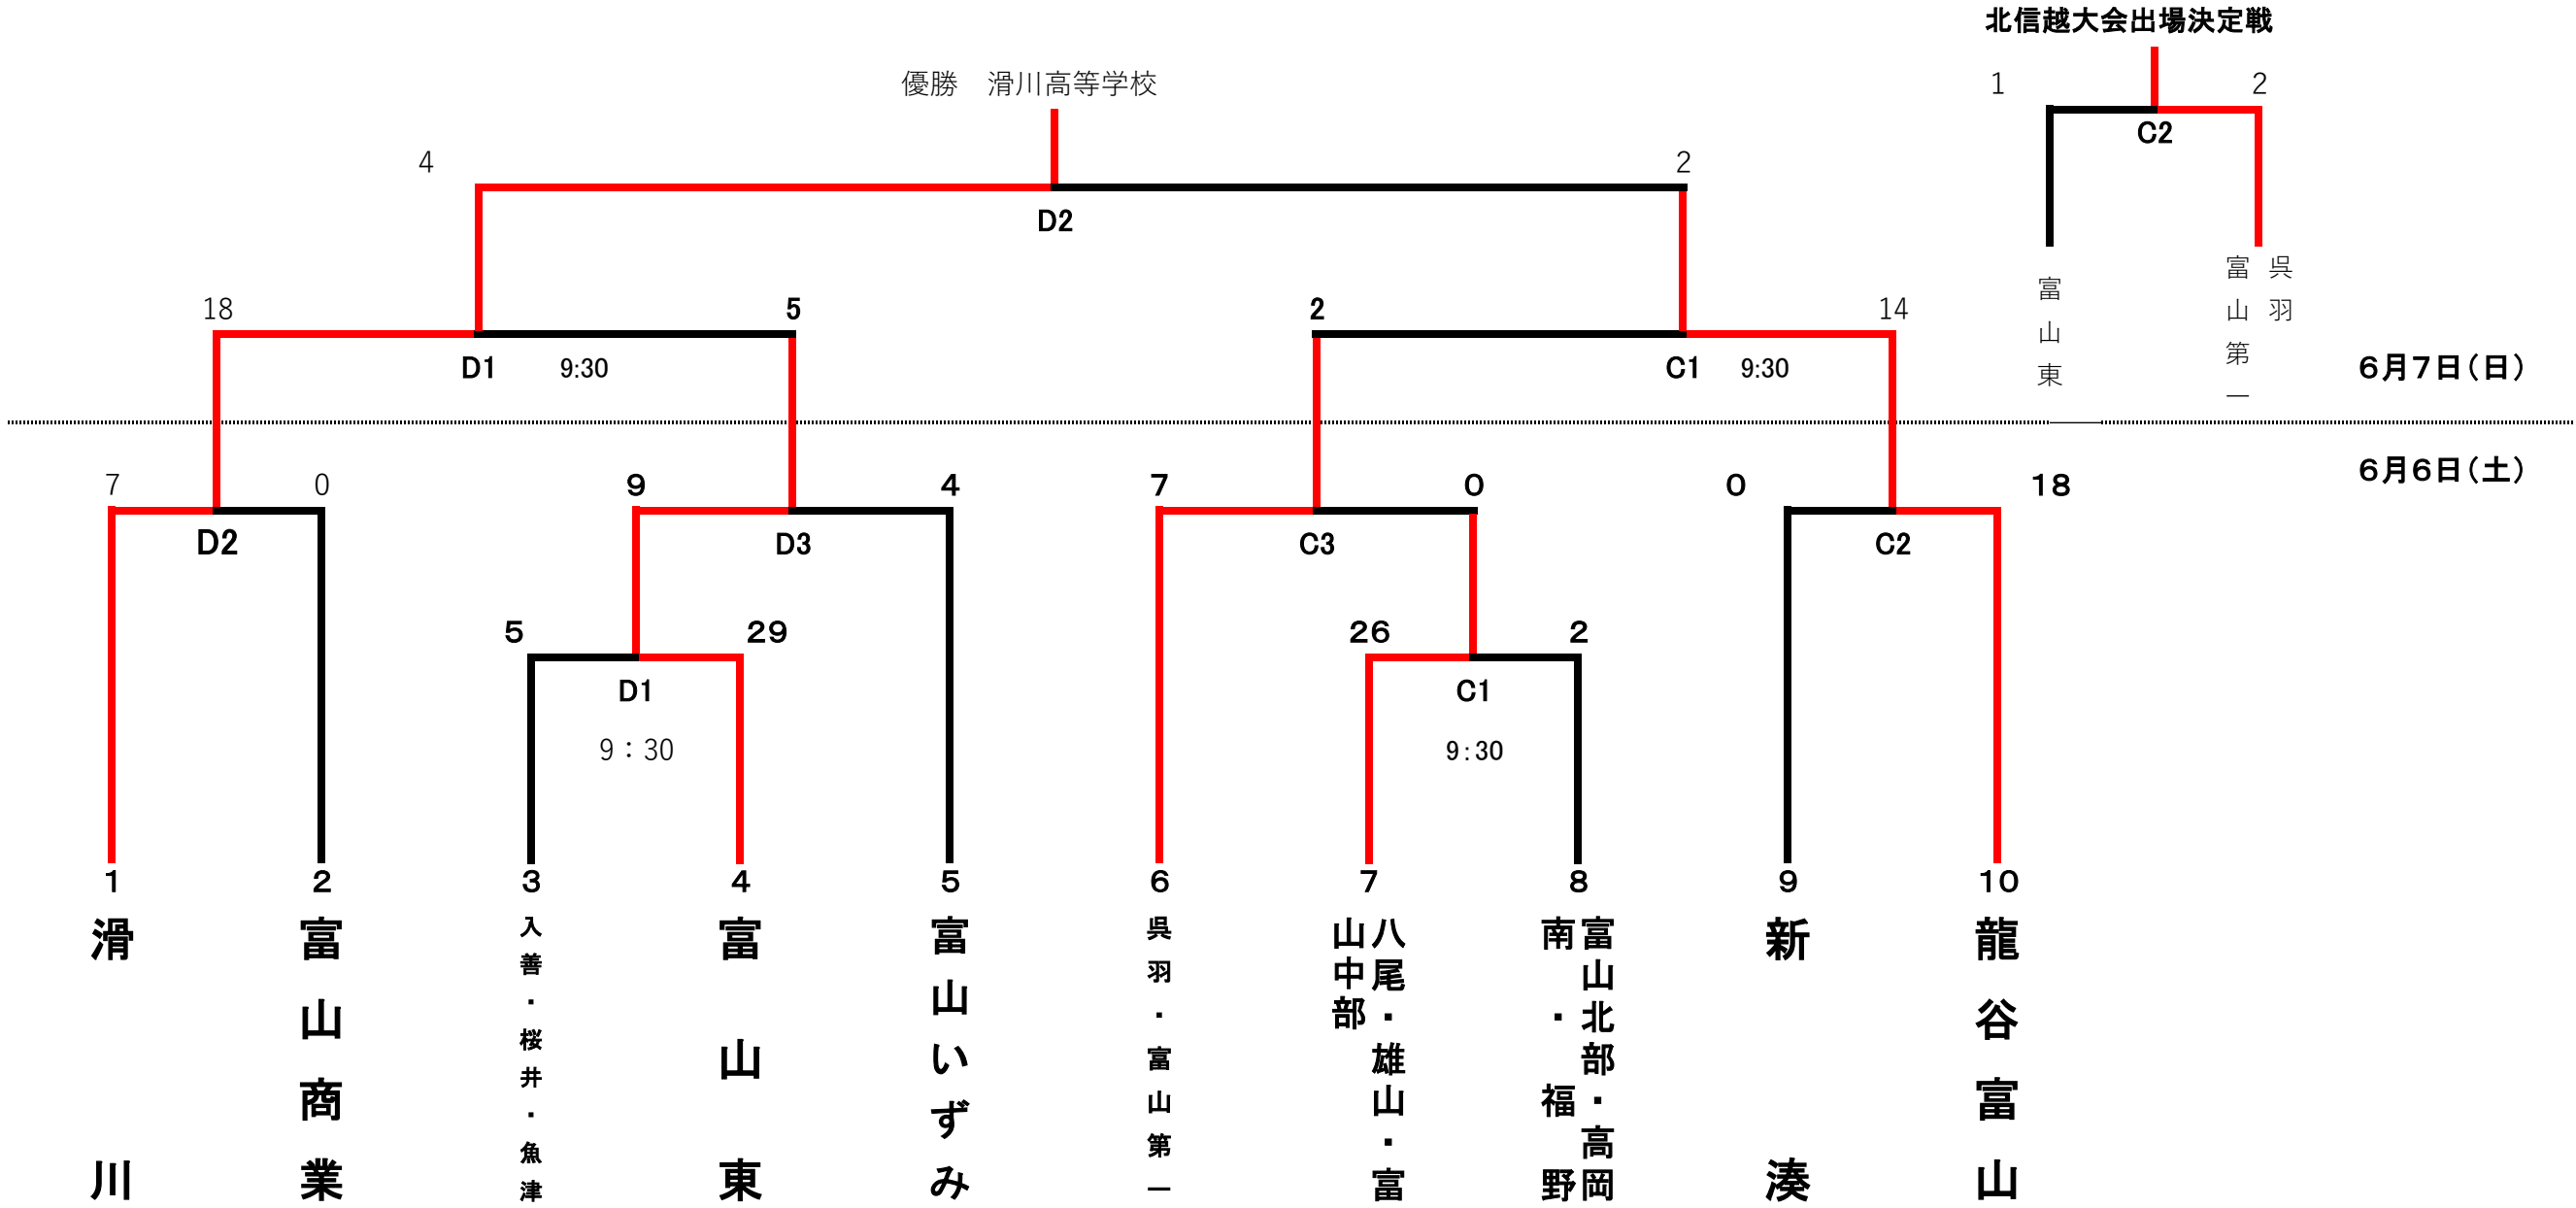 北信越大会出場決定戦
優勝　滑川高等学校
1
2
C2
4
2
D2
富山東
呉羽
富山第一
18
5
2
14
D1
9:30
C1
9:30
6月7日(日)
6月6日(土)
7
0
9
4
7
0
0
18
D2
D3
C3
C2
5
29
26
2
D1
C1
9：30
9:30
1
2
3
4
5
6
7
8
9
10
滑川
富山商業
入善・桜井・魚津
富山東
富山いずみ
呉羽・富山第一
八尾・雄山・富
山中部
富山北部・高岡
南・福野
新湊
龍谷富山